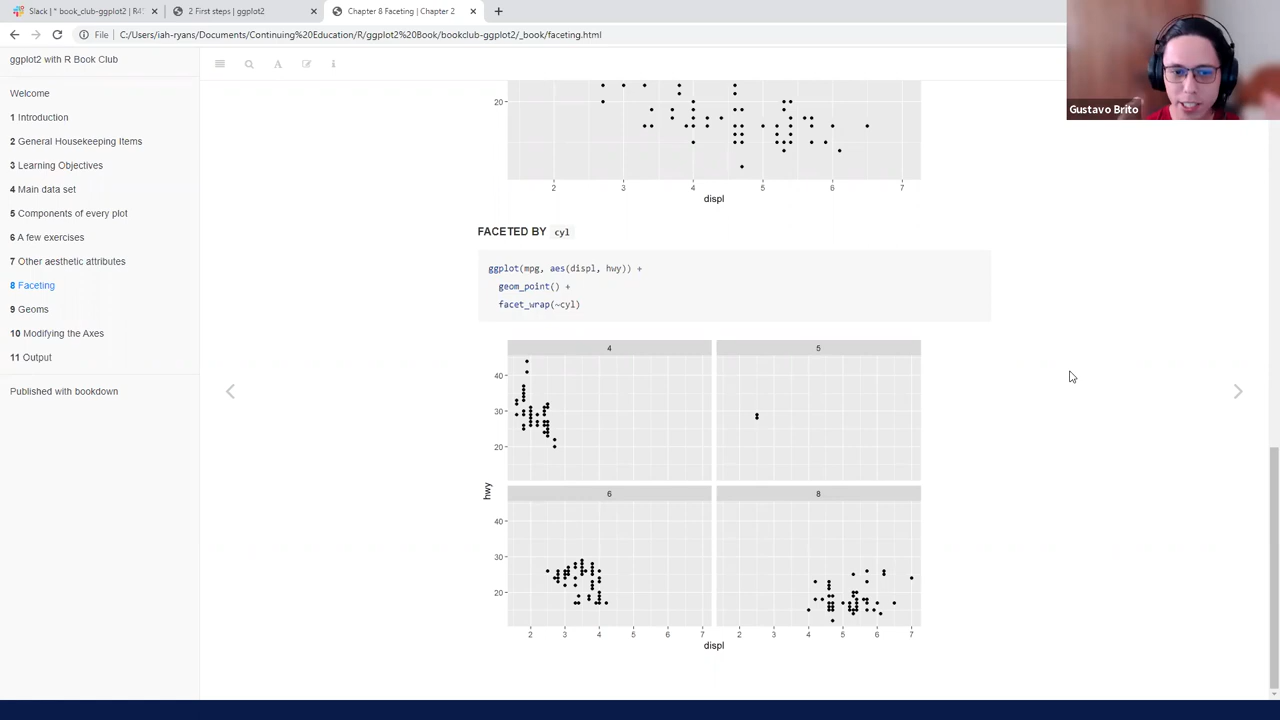 Slack | * book_club-ggplot2 | R4
2 First steps | ggplot2
Chapter 8 Faceting | Chapter 2
File | C:/Users/iah-ryans/Documents/Continuing%20Education/R/ggplot2%20Book/bookclub-ggplot2/_book/faceting.html
Gustavo Brito
ggplot2 with R Book Club
Welcome
1 Introduction
2 General Housekeeping Items
3 Learning Objectives
4 Main data set
5 Components of every plot
6 A few exercises
7 Other aesthetic attributes
8 Faceting
9 Geoms
10 Modifying the Axes
11 Output
Published with bookdown
20
2 3 4 5 6 7
displ
FACETED BY cyl
ggplot(mpg, aes(displ, hwy)) +
geom_point() +
facet_wrap(~cyl)
4 5
40
30
20
hwy
6 8
40
30
20
2 3 4 5 6 7 2 3 4 5 6 7
displ